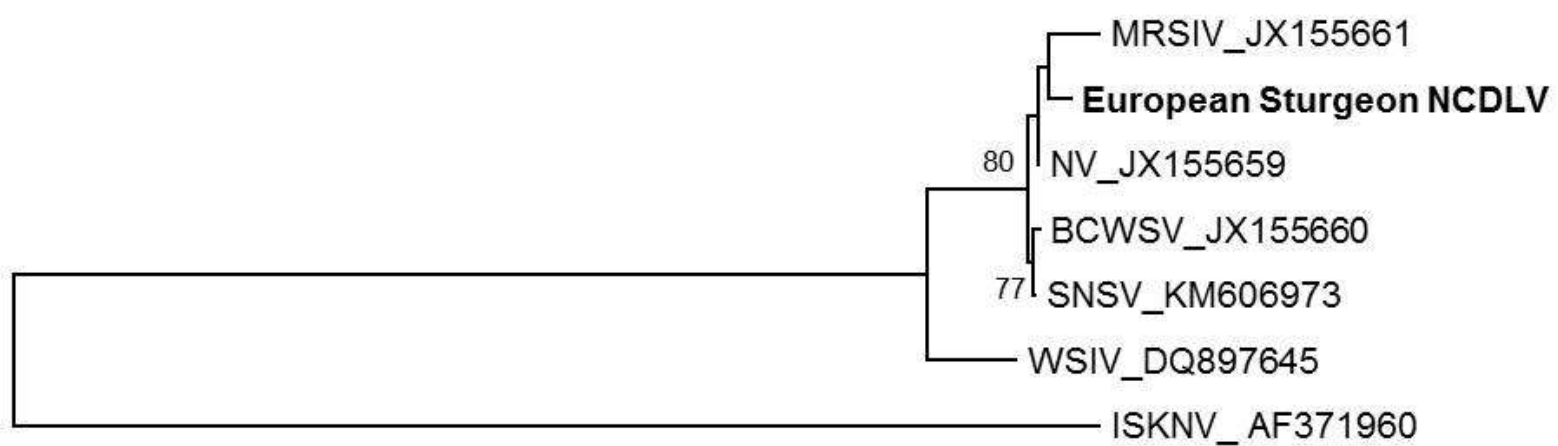 MRSIV_JX155661
European Sturgeon NCDLV
80
NV_JX155659
BCWSV_JX155660
77
SNSV_KM606973
WSIV_DQ897645
ISKNV_ AF371960